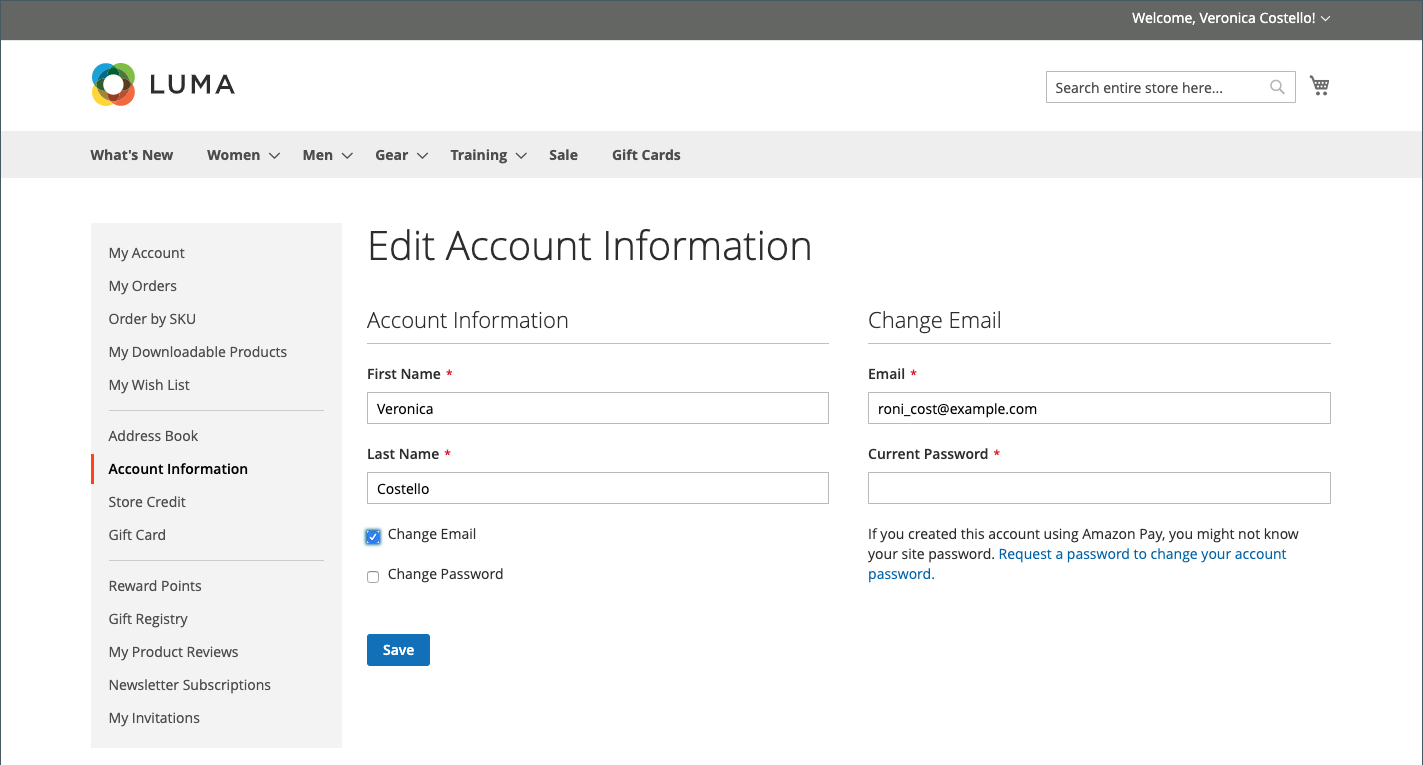 Welcome, Veronica Costello!
LUMA
Search entire store here...
What's New Women Men Gear Training Sale Gift Cards
My Account
My Orders
Order by SKU
My Downloadable Products
My Wish List
Address Book
Account Information
Store Credit
Gift Card
Reward Points
Gift Registry
My Product Reviews
Newsletter Subscriptions
My Invitations
Edit Account Information
Account Information
First Name *
Veronica
Last Name *
Costello
Change Email
Change Password
Save
Change Email
Email *
roni_cost@example.com
Current Password *
If you created this account using Amazon Pay, you might not know
your site password. Request a password to change your account
password.